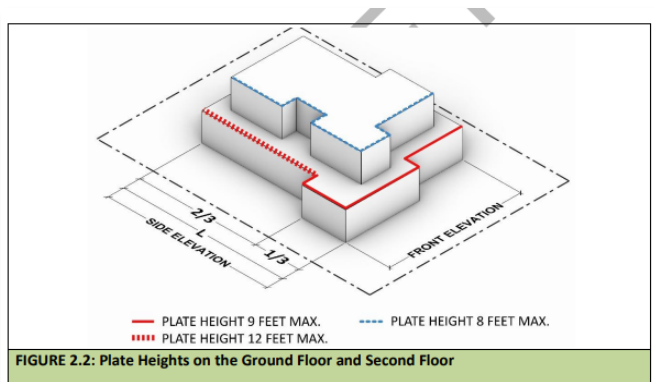 2/3
L
1/3
SIDE ELEVATION
FRONT ELEVATION
PLATE HEIGHT 9 FEET MAX.
PLATE HEIGHT 8 FEET MAX.
PLATE HEIGHT 12 FEET MAX.
FIGURE 2.2: Plate Heights on the Ground Floor and Second Floor